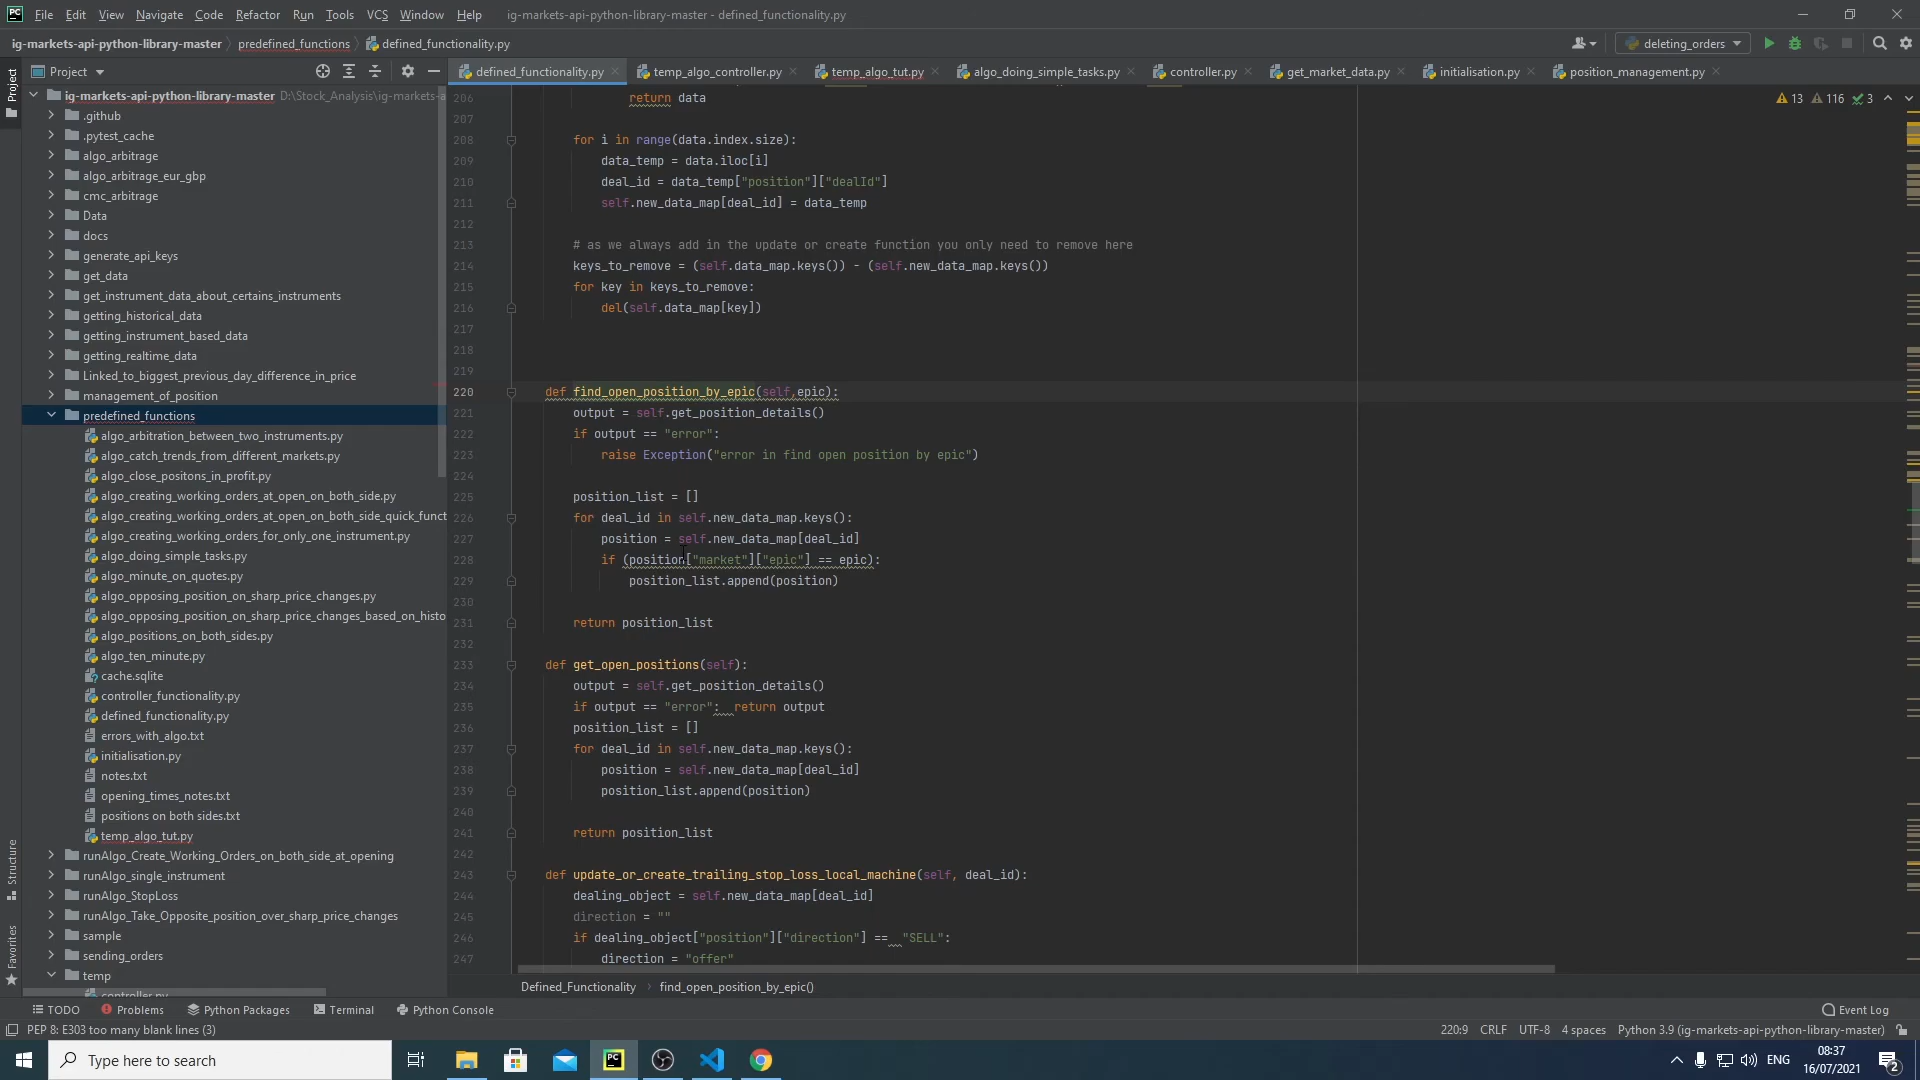 PC File Edit View Navigate Code Refactor Run Tools VCS Window Help ig-markets-api-python-library-master - defined_functionality.py
ig-markets-api-python-library-master predefined_functions defined_functionality.py deleting_orders
Project
Project
defined_functionality.py temp_algo_controller.py temp_algo_tut.py algo_doing_simple_tasks.py controller.py get_market_data.py initialisation.py position_management.py
ig-markets-api-python-library-master D:\Stock_Analysis\ig-markets-a
.github
.pytest_cache
algo_arbitrage
algo_arbitrage_eur_gbp
cmc_arbitrage
Data
docs
generate_api_keys
get_data
get_instrument_data_about_certains_instruments
getting_historical_data
getting_instrument_based_data
getting_realtime_data
Linked_to_biggest_previous_day_difference_in_price
management_of_position
predefined_functions
algo_arbitration_between_two_instruments.py
algo_catch_trends_from_different_markets.py
algo_close_positons_in_profit.py
algo_creating_working_orders_at_open_on_both_side.py
algo_creating_working_orders_at_open_on_both_side_quick_funct
algo_creating_working_orders_for_only_one_instrument.py
algo_doing_simple_tasks.py
algo_minute_on_quotes.py
algo_opposing_position_on_sharp_price_changes.py
algo_opposing_position_on_sharp_price_changes_based_on_histo
algo_positions_on_both_sides.py
algo_ten_minute.py
cache.sqlite
controller_functionality.py
defined_functionality.py
errors_with_algo.txt
initialisation.py
notes.txt
opening_times_notes.txt
positions on both sides.txt
temp_algo_tut.py
runAlgo_Create_Working_Orders_on_both_side_at_opening
runAlgo_single_instrument
runAlgo_StopLoss
runAlgo_Take_Opposite_position_over_sharp_price_changes
sample
sending_orders
temp
controller.py
Structure
Favorites
13 116 3
206 return data
207
208 for i in range(data.index.size):
209 data_temp = data.iloc[i]
210 deal_id = data_temp["position"]["dealId"]
211 self.new_data_map[deal_id] = data_temp
212
213 # as we always add in the update or create function you only need to remove here
214 keys_to_remove = (self.data_map.keys()) - (self.new_data_map.keys())
215 for key in keys_to_remove:
216 del(self.data_map[key])
217
218
219
220 def find_open_position_by_epic(self,epic):
221 output = self.get_position_details()
222 if output == "error":
223 raise Exception("error in find open position by epic")
224
225 position_list = []
226 for deal_id in self.new_data_map.keys():
227 position = self.new_data_map[deal_id]
228 if (position["market"]["epic"] == epic):
229 position_list.append(position)
230
231 return position_list
232
233 def get_open_positions(self):
234 output = self.get_position_details()
235 if output == "error":  return output
236 position_list = []
237 for deal_id in self.new_data_map.keys():
238 position = self.new_data_map[deal_id]
239 position_list.append(position)
240
241 return position_list
242
243 def update_or_create_trailing_stop_loss_local_machine(self, deal_id):
244 dealing_object = self.new_data_map[deal_id]
245 direction = ""
246 if dealing_object["position"]["direction"] ==  "SELL":
247 direction = "offer"
Defined_Functionality find_open_position_by_epic()
TODO Problems Python Packages Terminal Python Console Event Log
PEP 8: E303 too many blank lines (3) 220:9 CRLF UTF-8 4 spaces Python 3.9 (ig-markets-api-python-library-master)
Type here to search PC ENG 08:37 16/07/2021 2